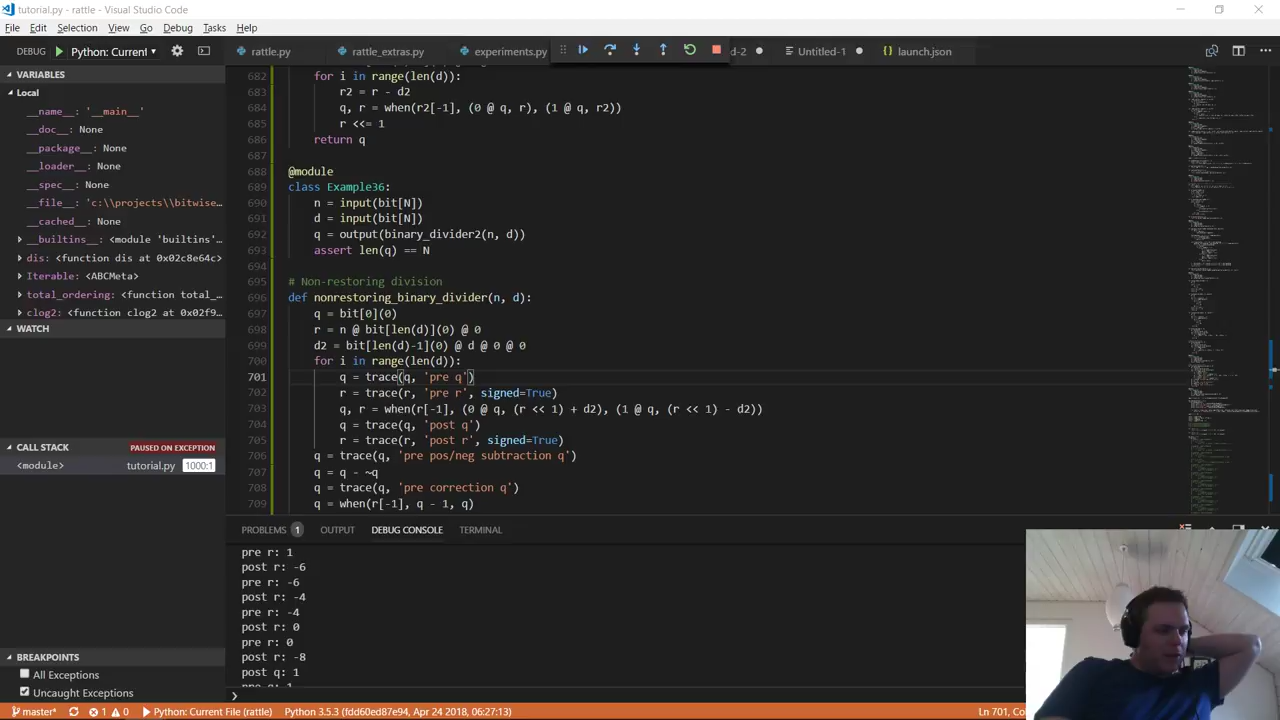 tutorial.py - rattle - Visual Studio Code
File Edit Selection View Go Debug Tasks Help
DEBUG Python: Current
rattle.py rattle_extras.py experiments.py d-2 Untitled-1 launch.json
VARIABLES
Local
__name__: '__main__'
__doc__: None
__package__: None
__loader__: None
__spec__: None
__file__: 'c:\\projects\\bitwise…
__cached__: None
__builtins__: <module 'builtins'…
dis: <function dis at 0x02c8e64c>
Iterable: <ABCMeta>
total_ordering: <function total_…
clog2: <function clog2 at 0x02f9…
WATCH
CALL STACK PAUSED ON EXCEPTION
<module> tutorial.py 1000:1
BREAKPOINTS
All Exceptions
Uncaught Exceptions
682 for i in range(len(d)):
683 r2 = r - d2
684 q, r = when(r2[-1], (0 @ q, r), (1 @ q, r2))
685 r <<= 1
686 return q
687
688 @module
689 class Example36:
690 n = input(bit[N])
691 d = input(bit[N])
692 q = output(binary_divider2(n, d))
693 assert len(q) == N
694
695 # Non-restoring division
696 def nonrestoring_binary_divider(n, d):
697 q = bit[0](0)
698 r = n @ bit[len(d)](0) @ 0
699 d2 = bit[len(d)-1](0) @ d @ 0 @ 0
700 for i in range(len(d)):
701 q = trace(q, 'pre q')
702 r = trace(r, 'pre r', signed=True)
703 q, r = when(r[-1], (0 @ q, (r << 1) + d2), (1 @ q, (r << 1) - d2))
704 q = trace(q, 'post q')
705 r = trace(r, 'post r', signed=True)
706 q = trace(q, 'pre pos/neg subtraction q')
707 q = q - ~q
708 q = trace(q, 'pre correction q')
709 q = when(r[-1], q - 1, q)
PROBLEMS 1 OUTPUT DEBUG CONSOLE TERMINAL
pre r: 1
post r: -6
pre r: -6
post r: -4
pre r: -4
post r: 0
pre r: 0
post r: -8
post q: 1
pre q: 1
master* 1 0 Python: Current File (rattle) Python 3.5.3 (fdd60ed87e94, Apr 24 2018, 06:27:13) Ln 701, Co